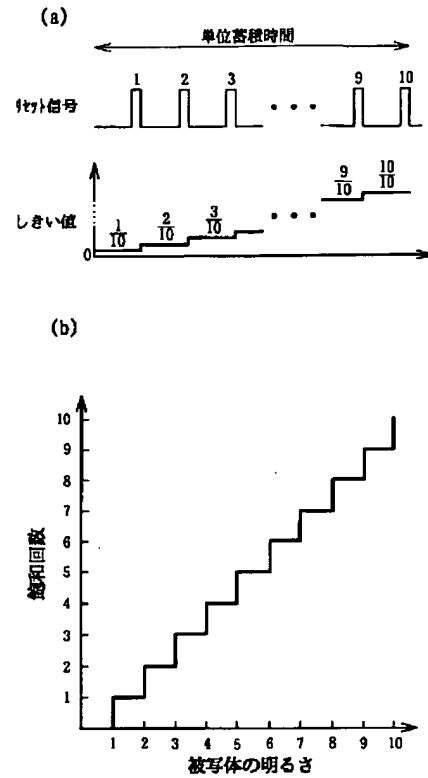 (a)
単位蓄積時間
1 2 3 ・・・ 9 10
リセット信号
しきい値
1/10 2/10 3/10 ・・・ 9/10 10/10
0
(b)
飽和回数
10
9
8
7
6
5
4
3
2
1
1 2 3 4 5 6 7 8 9 10
被写体の明るさ